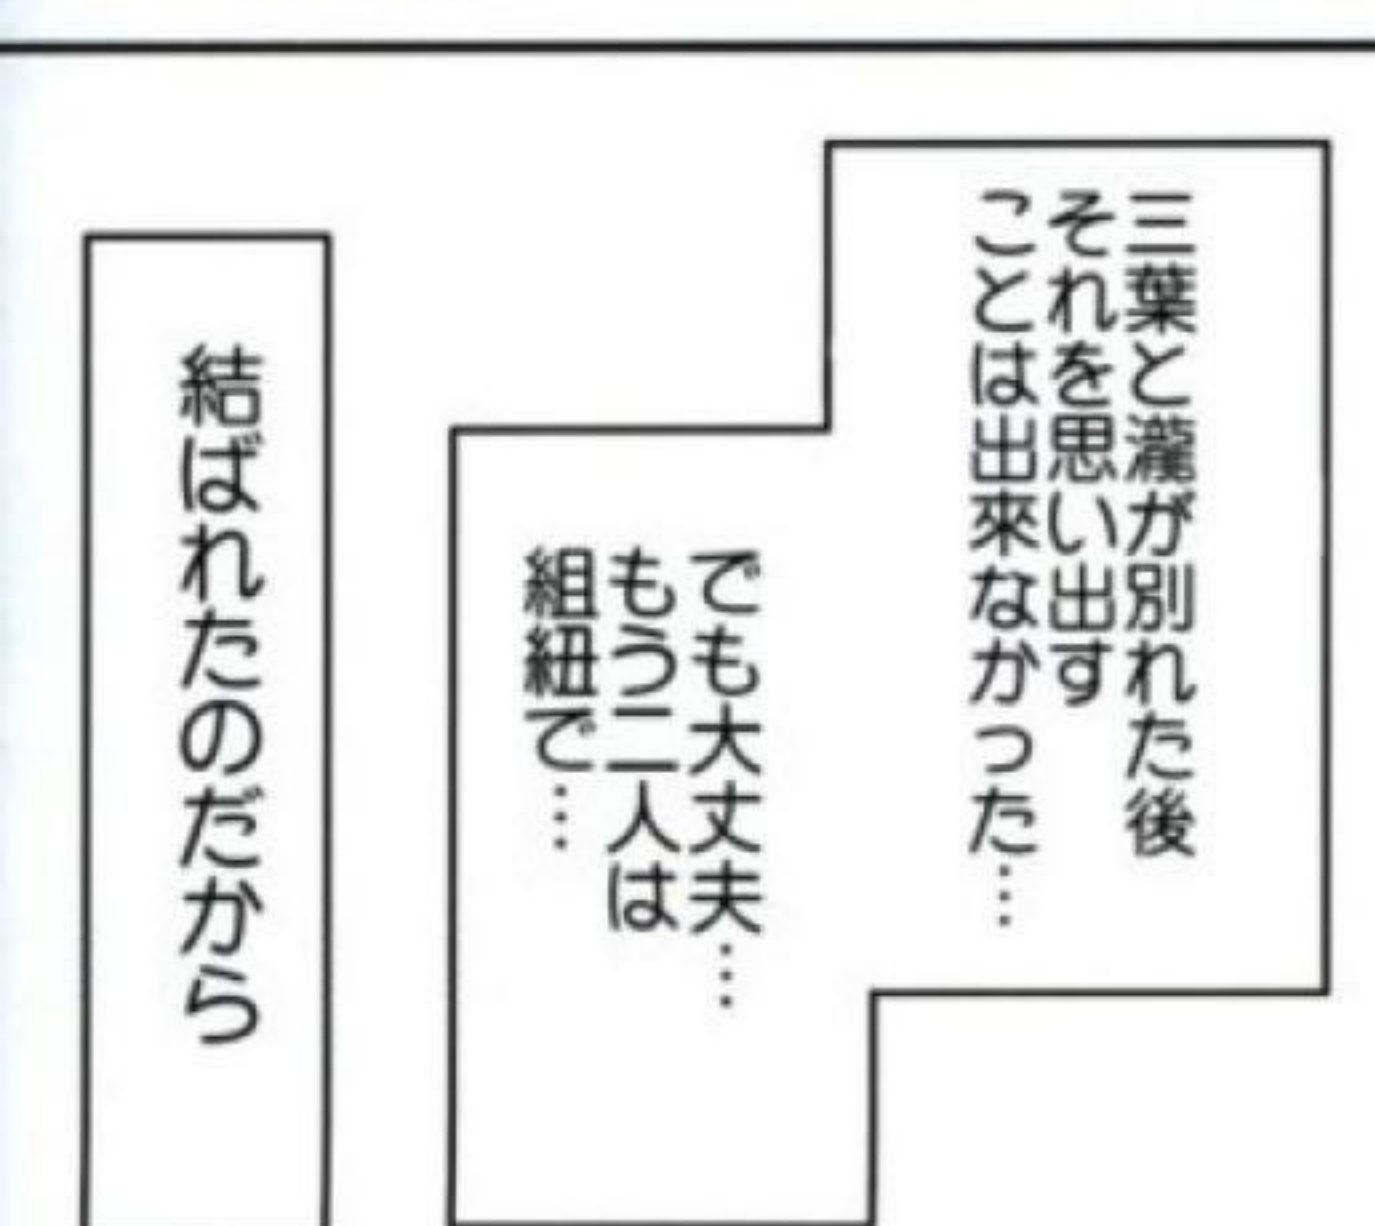 三葉と瀧が別れた後
それを思い出す
ことは出來なかった…
でも大丈夫…
もう二人は
組紐で…
結ばれたのだから